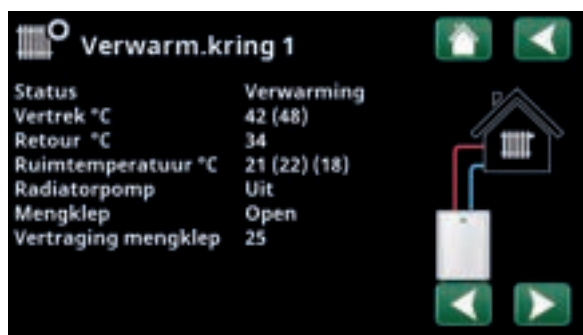 Verwarm.kring 1
Status Verwarming
Vertrek °C 42 (48)
Retour °C 34
Ruimtemperatuur °C 21 (22) (18)
Radiatorpomp Uit
Mengklep Open
Vertraging mengklep 25